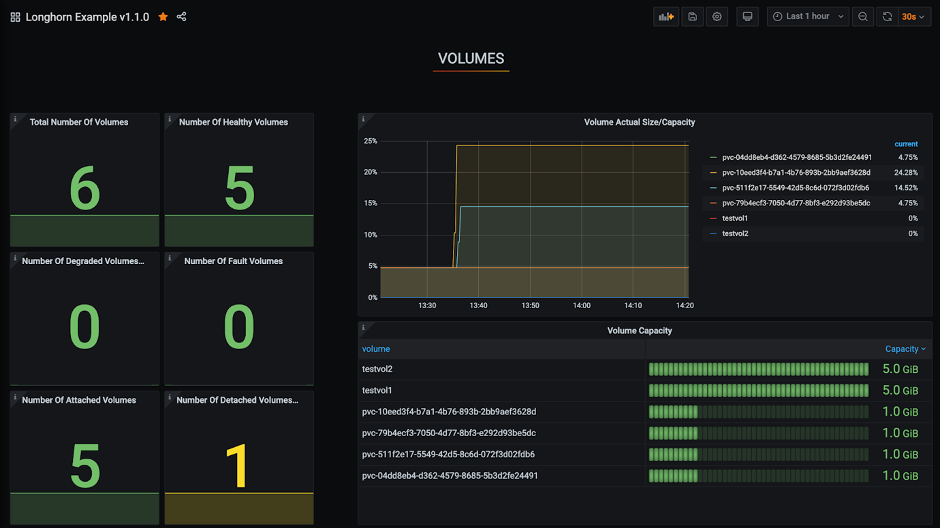 Longhorn Example v1.1.0
Last 1 hour
30s
VOLUMES
Total Number Of Volumes
6
Number Of Healthy Volumes
5
Number Of Degraded Volumes...
0
Number Of Fault Volumes
0
Number Of Attached Volumes
5
Number Of Detached Volumes...
1
Volume Actual Size/Capacity
25%
20%
15%
10%
5%
0%
13:30 13:40 13:50 14:00 14:10 14:20
current
pvc-04dd8eb4-d362-4579-8685-5b3d2fe24491 4.75%
pvc-10eed3f4-b7a1-4b76-893b-2bb9aef3628d 24.28%
pvc-511f2e17-5549-42d5-8c6d-072f3d02fdb6 14.52%
pvc-79b4ecf3-7050-4d77-8bf3-e292d93be5dc 4.75%
testvol1 0%
testvol2 0%
Volume Capacity
volume Capacity
testvol2 5.0 GiB
testvol1 5.0 GiB
pvc-10eed3f4-b7a1-4b76-893b-2bb9aef3628d 1.0 GiB
pvc-79b4ecf3-7050-4d77-8bf3-e292d93be5dc 1.0 GiB
pvc-511f2e17-5549-42d5-8c6d-072f3d02fdb6 1.0 GiB
pvc-04dd8eb4-d362-4579-8685-5b3d2fe24491 1.0 GiB